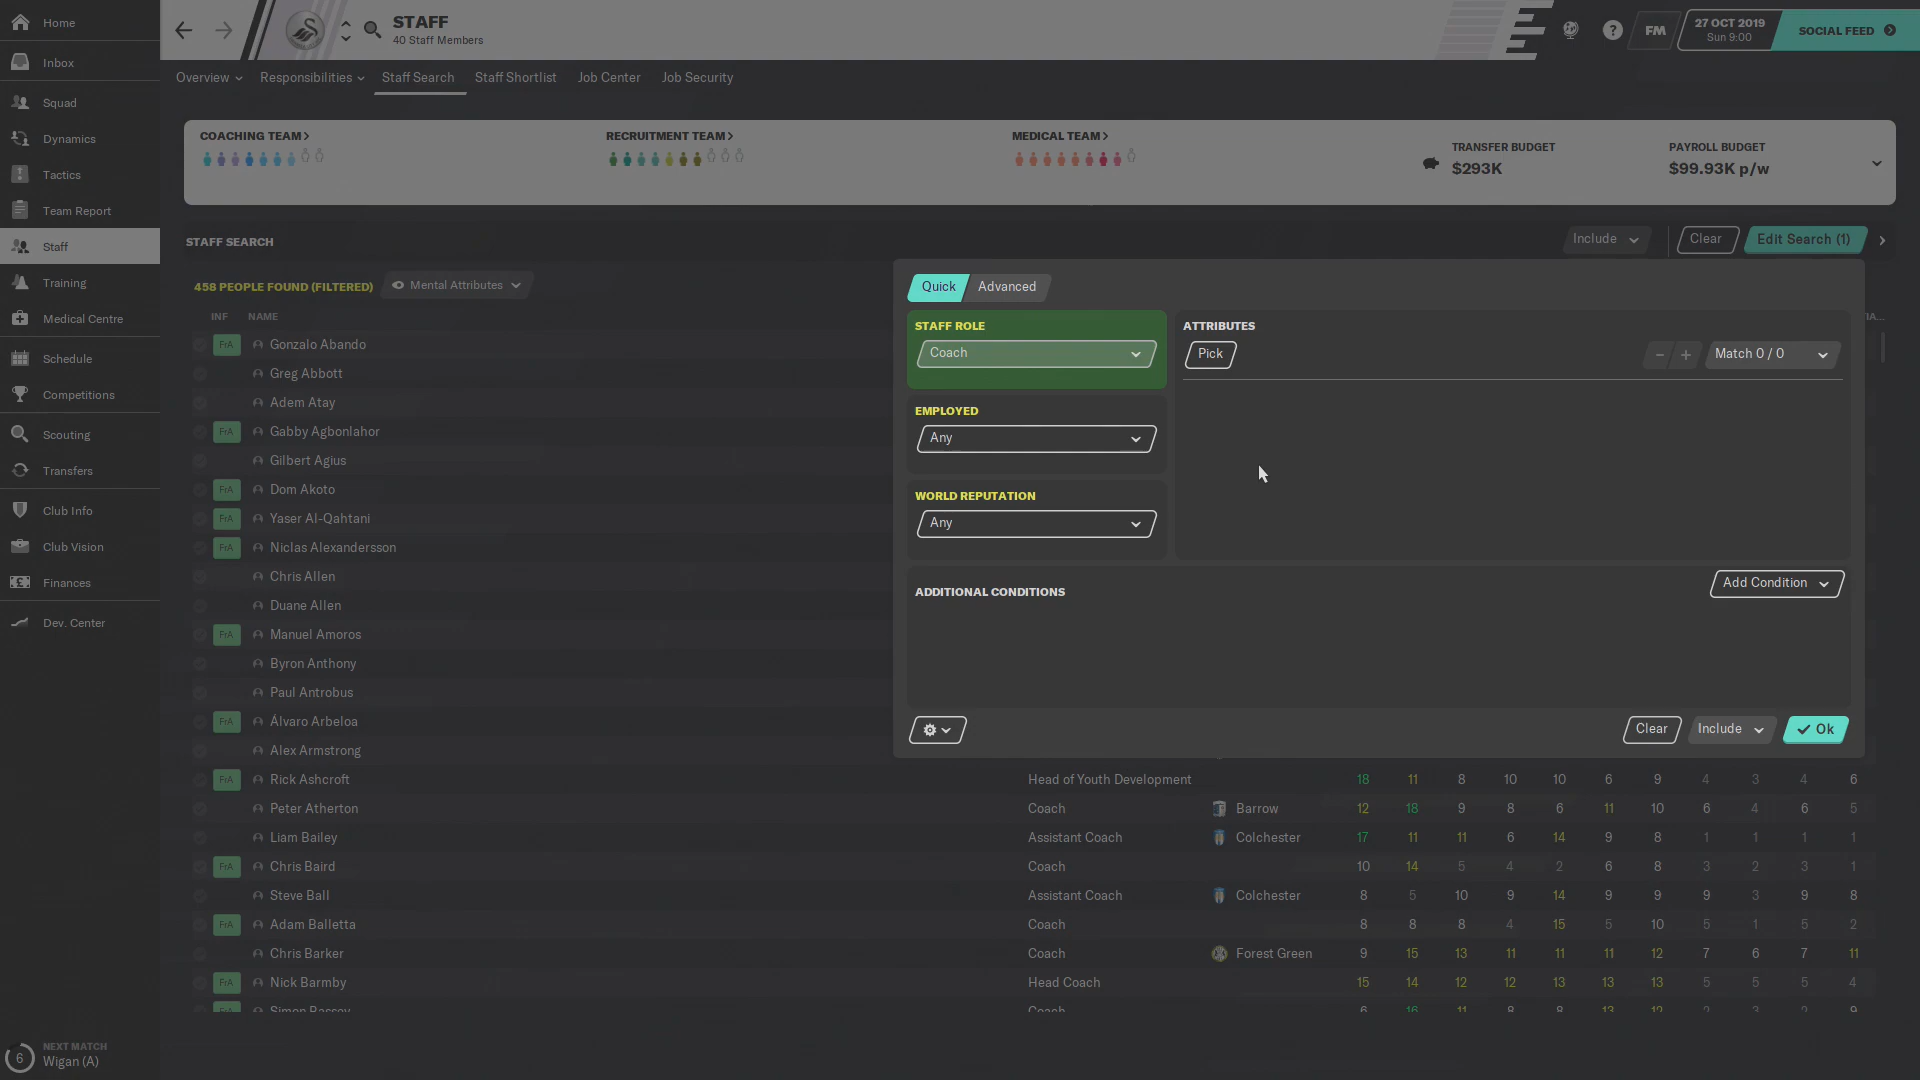 Home
Inbox
Squad
Dynamics
Tactics
Team Report
Staff
Training
Medical Centre
Schedule
Competitions
Scouting
Transfers
Club Info
Club Vision
Finances
Dev. Center
6
NEXT MATCH
Wigan (A)
STAFF
40 Staff Members
?
FM
27 OCT 2019
Sun 9:00
SOCIAL FEED
Overview Responsibilities Staff Search Staff Shortlist Job Center Job Security
COACHING TEAM
RECRUITMENT TEAM
MEDICAL TEAM
TRANSFER BUDGET
$293K
PAYROLL BUDGET
$99.93K p/w
STAFF SEARCH
Include
Clear
Edit Search (1)
458 PEOPLE FOUND (FILTERED)
Mental Attributes
Quick
Advanced
STAFF ROLE
Coach
EMPLOYED
Any
WORLD REPUTATION
Any
ATTRIBUTES
Pick
Match 0 / 0
ADDITIONAL CONDITIONS
Add Condition
Clear
Include
Ok
INF NAME
FrA Gonzalo Abando
Greg Abbott
Adem Atay
FrA Gabby Agbonlahor
Gilbert Agius
FrA Dom Akoto
FrA Yaser Al-Qahtani
FrA Niclas Alexandersson
Chris Allen
Duane Allen
FrA Manuel Amoros
Byron Anthony
Paul Antrobus
FrA Álvaro Arbeloa
Alex Armstrong
FrA Rick Ashcroft Head of Youth Development 18 11 8 10 10 6 9 4 3 4 6
Peter Atherton Coach Barrow 12 18 9 8 6 11 10 6 4 6 5
Liam Bailey Assistant Coach Colchester 17 11 11 6 14 9 8 1 1 1 1
FrA Chris Baird Coach 10 14 5 4 2 6 8 3 2 3 1
Steve Ball Assistant Coach Colchester 8 5 10 9 14 9 9 9 3 9 8
FrA Adam Balletta Coach 8 8 8 4 15 5 10 5 1 5 2
Chris Barker Coach Forest Green 9 15 13 11 11 11 12 7 6 7 11
FrA Nick Barmby Head Coach 15 14 12 12 13 13 13 5 5 5 4